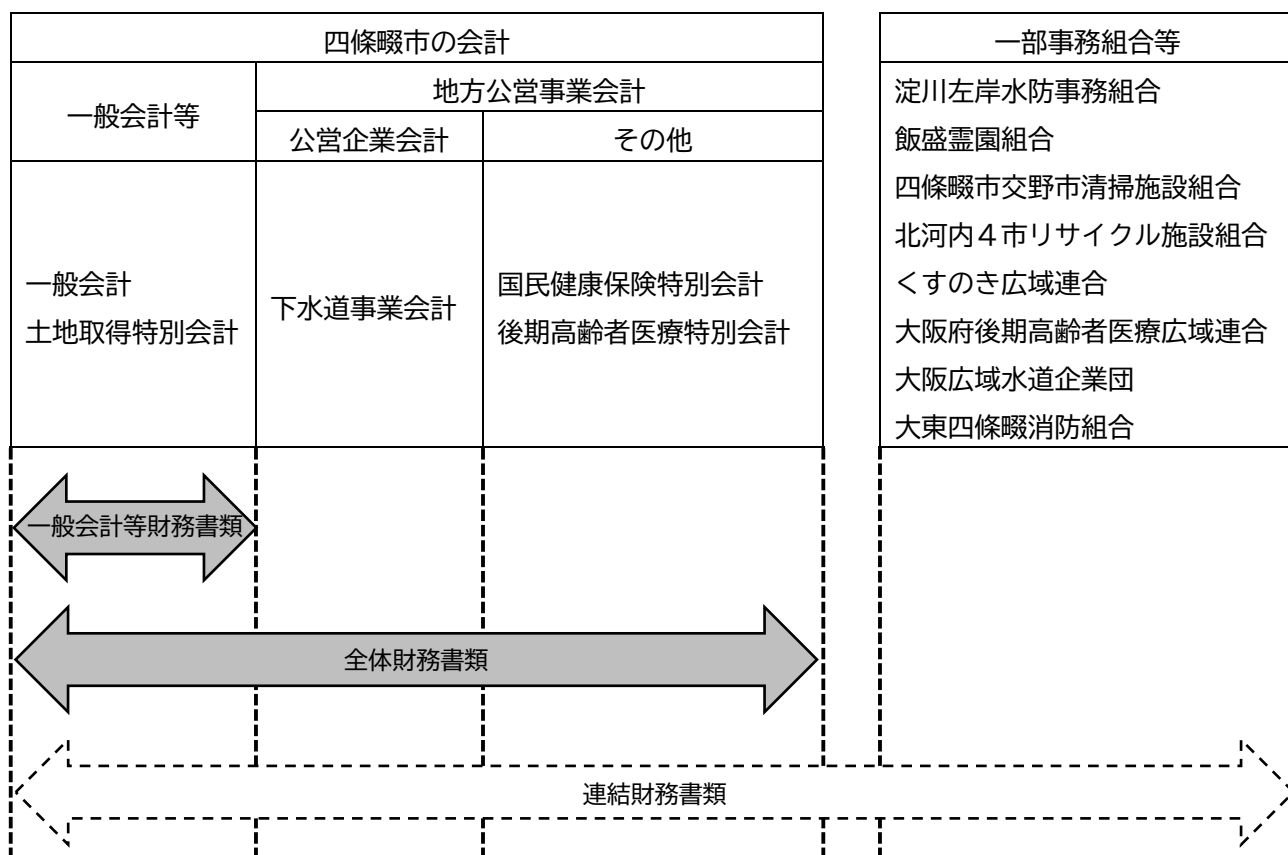 四條畷市の会計
一般会計等
地方公営事業会計
公営企業会計
その他
一般会計
土地取得特別会計
下水道事業会計
国民健康保険特別会計
後期高齢者医療特別会計
一部事務組合等
淀川左岸水防事務組合
飯盛霊園組合
四條畷市交野市清掃施設組合
北河内４市リサイクル施設組合
くすのき広域連合
大阪府後期高齢者医療広域連合
大阪広域水道企業団
大東四條畷消防組合
一般会計等財務書類
全体財務書類
連結財務書類